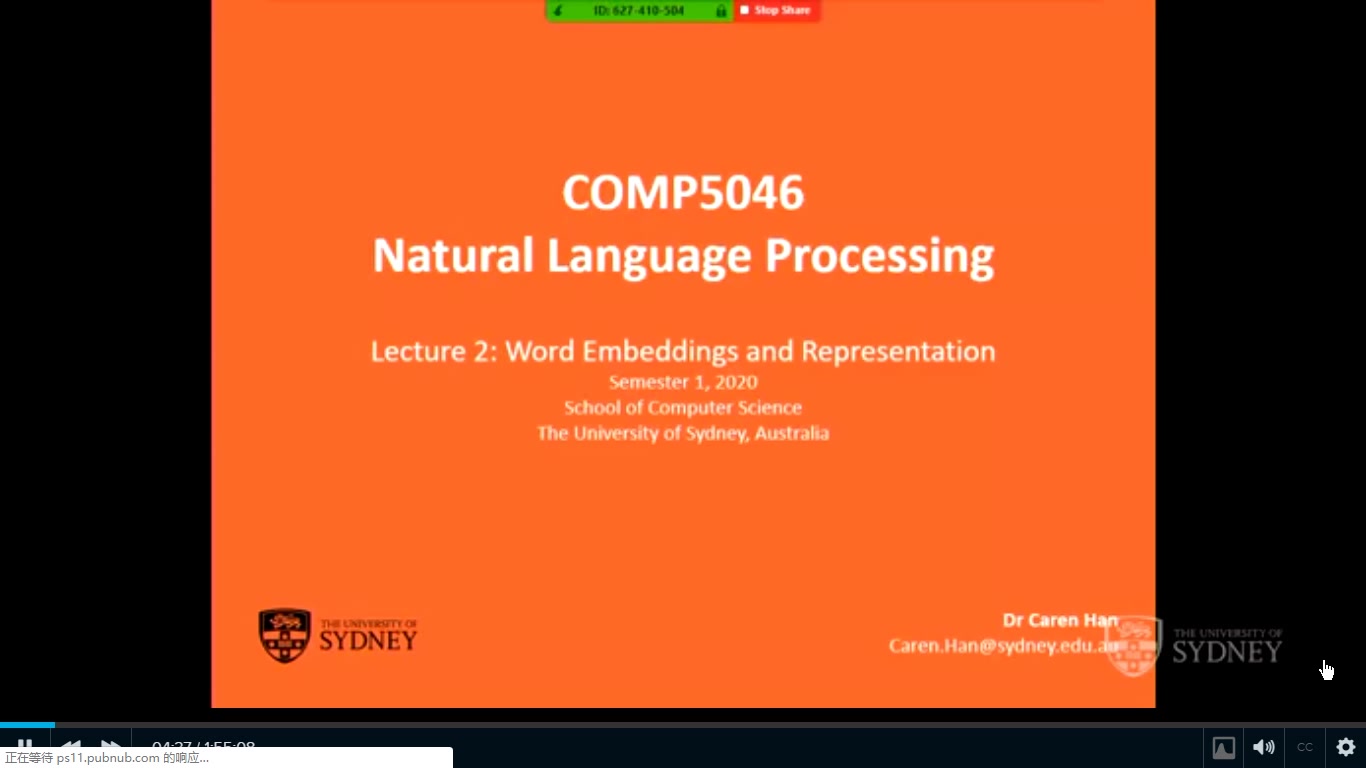 ID: 627-410-504
Stop Share
COMP5046
Natural Language Processing
Lecture 2: Word Embeddings and Representation
Semester 1, 2020
School of Computer Science
The University of Sydney, Australia
THE UNIVERSITY OF
SYDNEY
Dr Caren Han
Caren.Han@sydney.edu.au
THE UNIVERSITY OF
SYDNEY
04:37 / 1:55:08
CC
正在等待 ps11.pubnub.com 的响应...